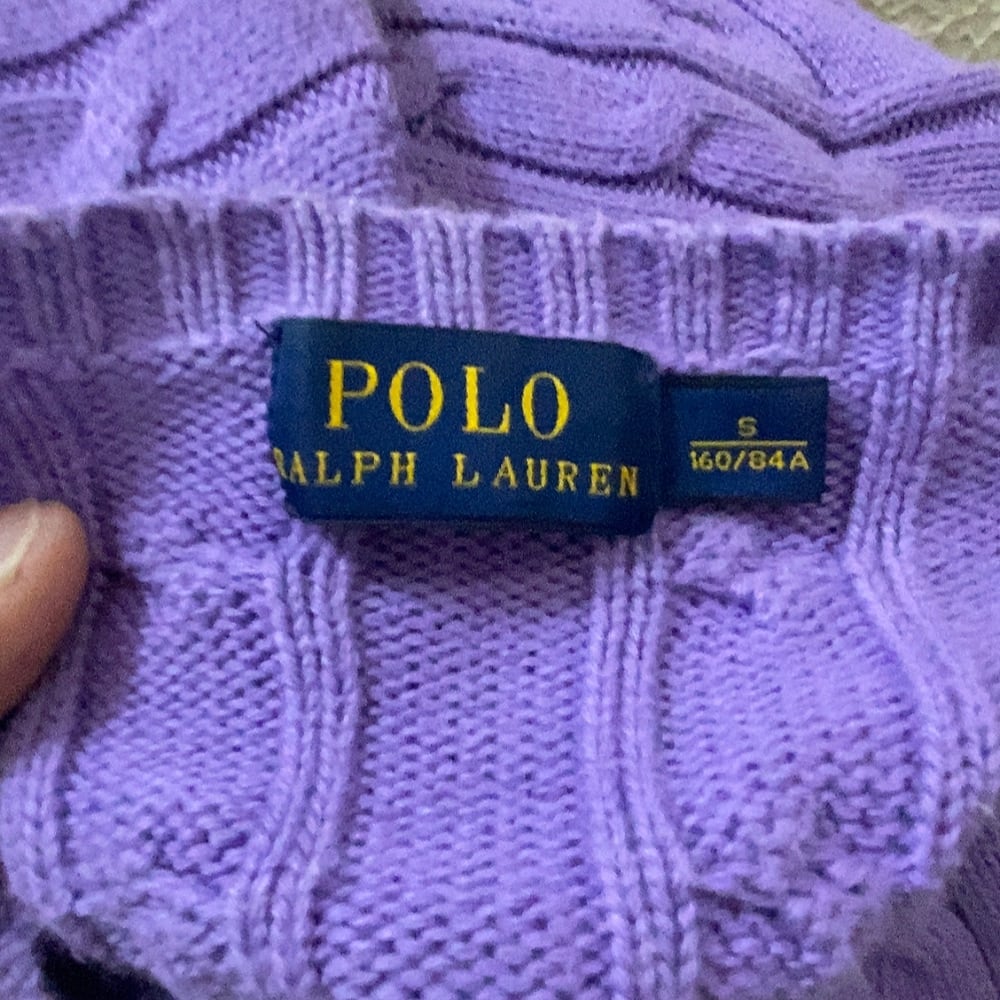 POLO
RALPH LAUREN
S
160/84A